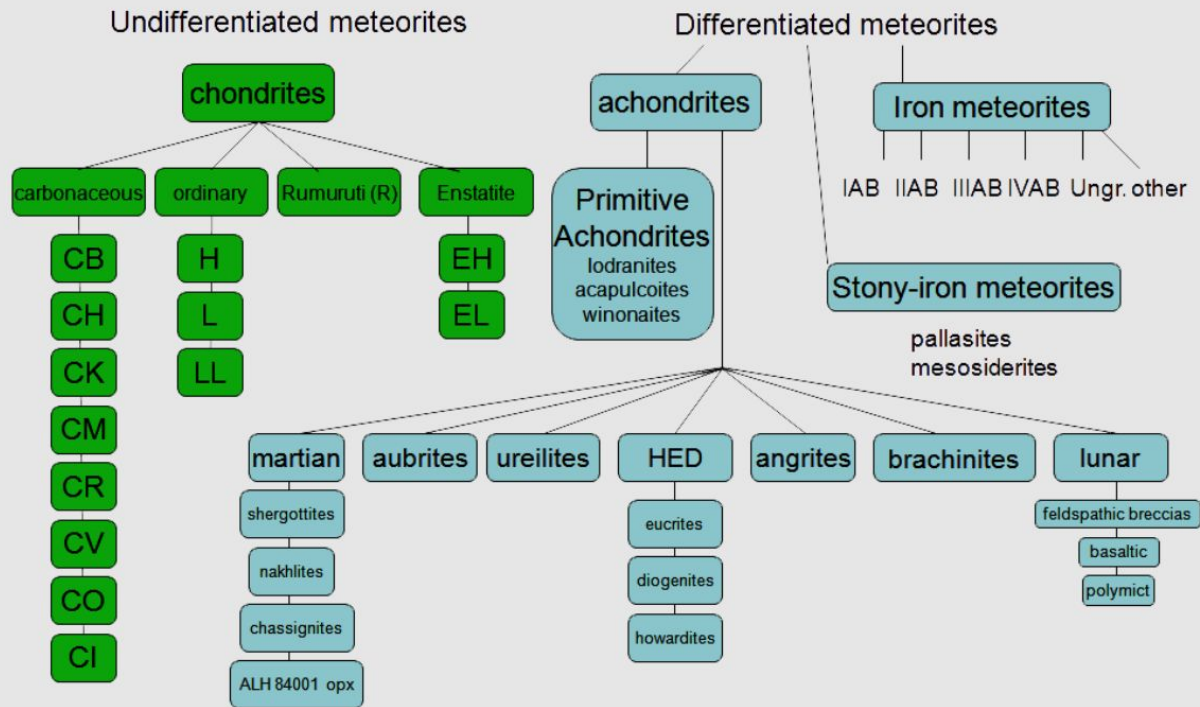 Undifferentiated meteorites
chondrites
carbonaceous
CB
CH
CK
CM
CR
CV
CO
CI
ordinary
H
L
LL
Rumuruti (R)
Enstatite
EH
EL
Differentiated meteorites
achondrites
Primitive
Achondrites
lodranites
acapulcoites
winonaites
Iron meteorites
IAB IIAB IIIAB IVAB Ungr. other
Stony-iron meteorites
pallasites
mesosiderites
martian
shergottites
nakhlites
chassignites
ALH 84001 opx
aubrites
ureilites
HED
eucrites
diogenites
howardites
angrites
brachinites
lunar
feldspathic breccias
basaltic
polymict